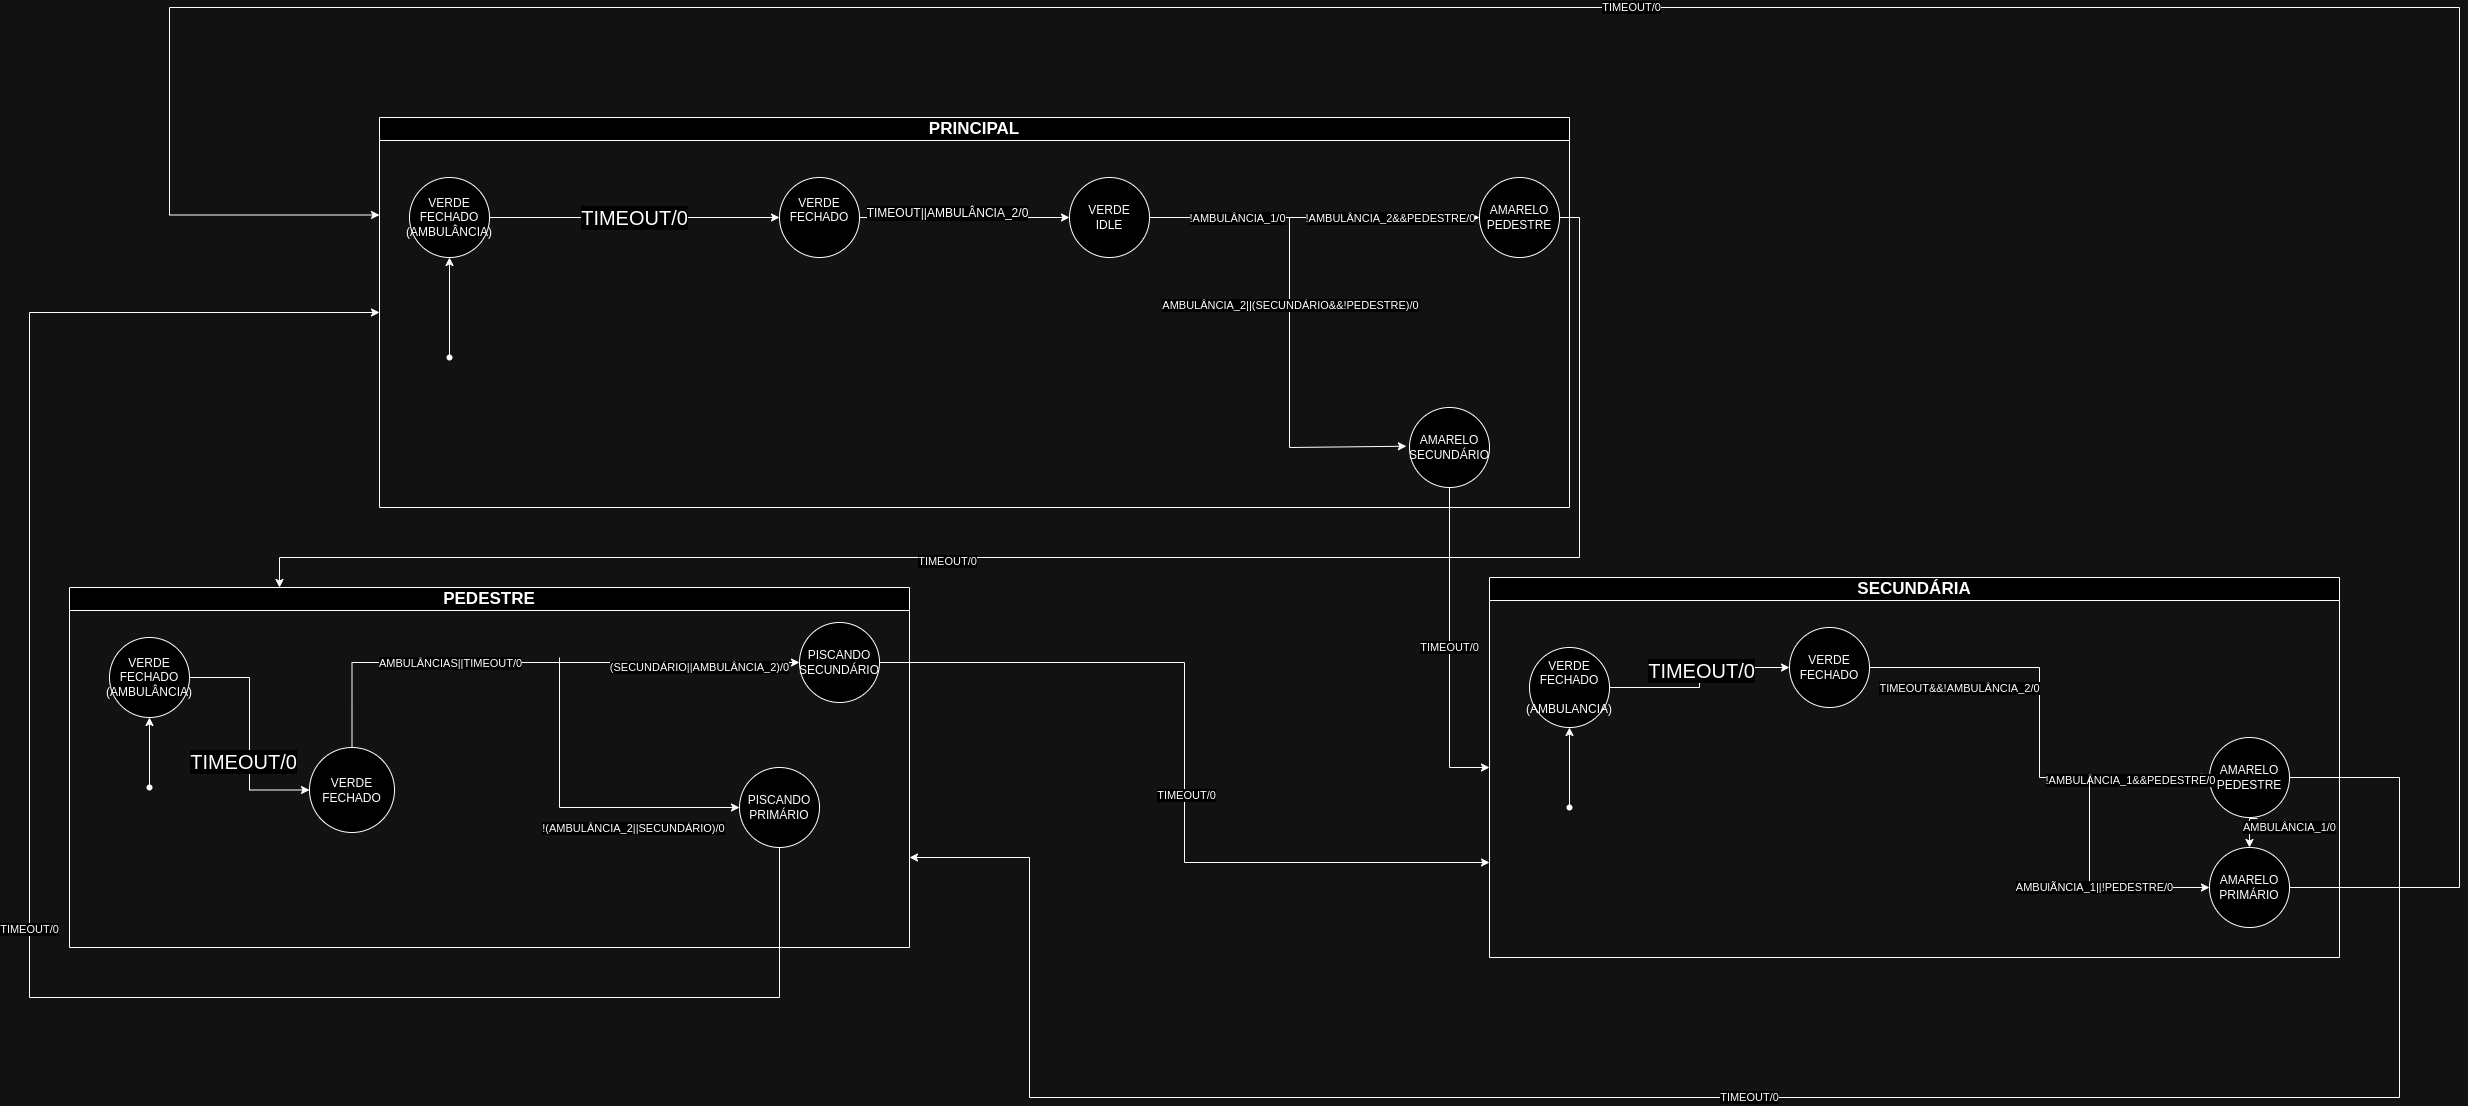 TIMEOUT/0
PRINCIPAL
VERDE
FECHADO
(AMBULÂNCIA)
TIMEOUT/0
VERDE
FECHADO
TIMEOUT||AMBULÂNCIA_2/0
VERDE
IDLE
!AMBULÂNCIA_1/0
!AMBULÂNCIA_2&&PEDESTRE/0
AMARELO
PEDESTRE
AMBULÂNCIA_2||(SECUNDÁRIO&&!PEDESTRE)/0
AMARELO
SECUNDÁRIO
TIMEOUT/0
PEDESTRE
VERDE
FECHADO
(AMBULÂNCIA)
TIMEOUT/0
VERDE
FECHADO
AMBULÂNCIAS||TIMEOUT/0
(SECUNDÁRIO||AMBULÂNCIA_2)/0
PISCANDO
SECUNDÁRIO
!(AMBULÂNCIA_2||SECUNDÁRIO)/0
PISCANDO
PRIMÁRIO
TIMEOUT/0
TIMEOUT/0
TIMEOUT/0
SECUNDÁRIA
VERDE
FECHADO
(AMBULANCIA)
TIMEOUT/0
VERDE
FECHADO
TIMEOUT&&!AMBULÂNCIA_2/0
!AMBULÂNCIA_1&&PEDESTRE/0
AMARELO
PEDESTRE
AMBULÂNCIA_1/0
AMBUlÃNCIA_1||!PEDESTRE/0
AMARELO
PRIMÁRIO
TIMEOUT/0